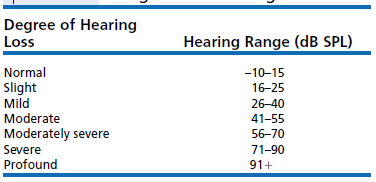 Degree of Hearing
Loss Hearing Range (dB SPL)
Normal –10–15
Slight 16–25
Mild 26–40
Moderate 41–55
Moderately severe 56–70
Severe 71–90
Profound 91+